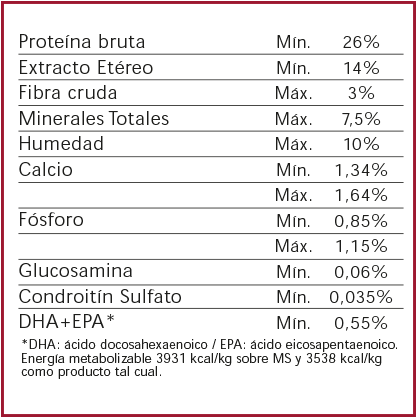 Proteína bruta Mín. 26%
Extracto Etéreo Mín. 14%
Fibra cruda Máx. 3%
Minerales Totales Máx. 7,5%
Humedad Máx. 10%
Calcio Mín. 1,34%
Máx. 1,64%
Fósforo Mín. 0,85%
Máx. 1,15%
Glucosamina Mín. 0,06%
Condroitín Sulfato Mín. 0,035%
DHA+EPA* Mín. 0,55%
*DHA: ácido docosahexaenoico / EPA: ácido eicosapentaenoico.
Energía metabolizable 3931 kcal/kg sobre MS y 3538 kcal/kg
como producto tal cual.